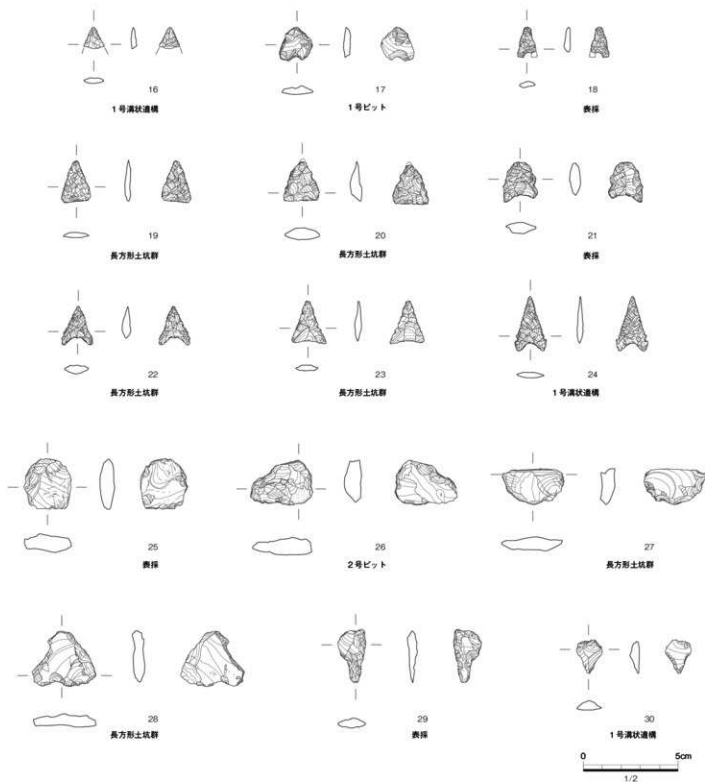 16
1号溝状遺構
17
1号ピット
18
表採
19
長方形土坑群
20
長方形土坑群
21
表採
22
長方形土坑群
23
長方形土坑群
24
1号溝状遺構
25
表採
26
2号ピット
27
長方形土坑群
28
長方形土坑群
29
表採
30
1号溝状遺構
0 5cm
1/2